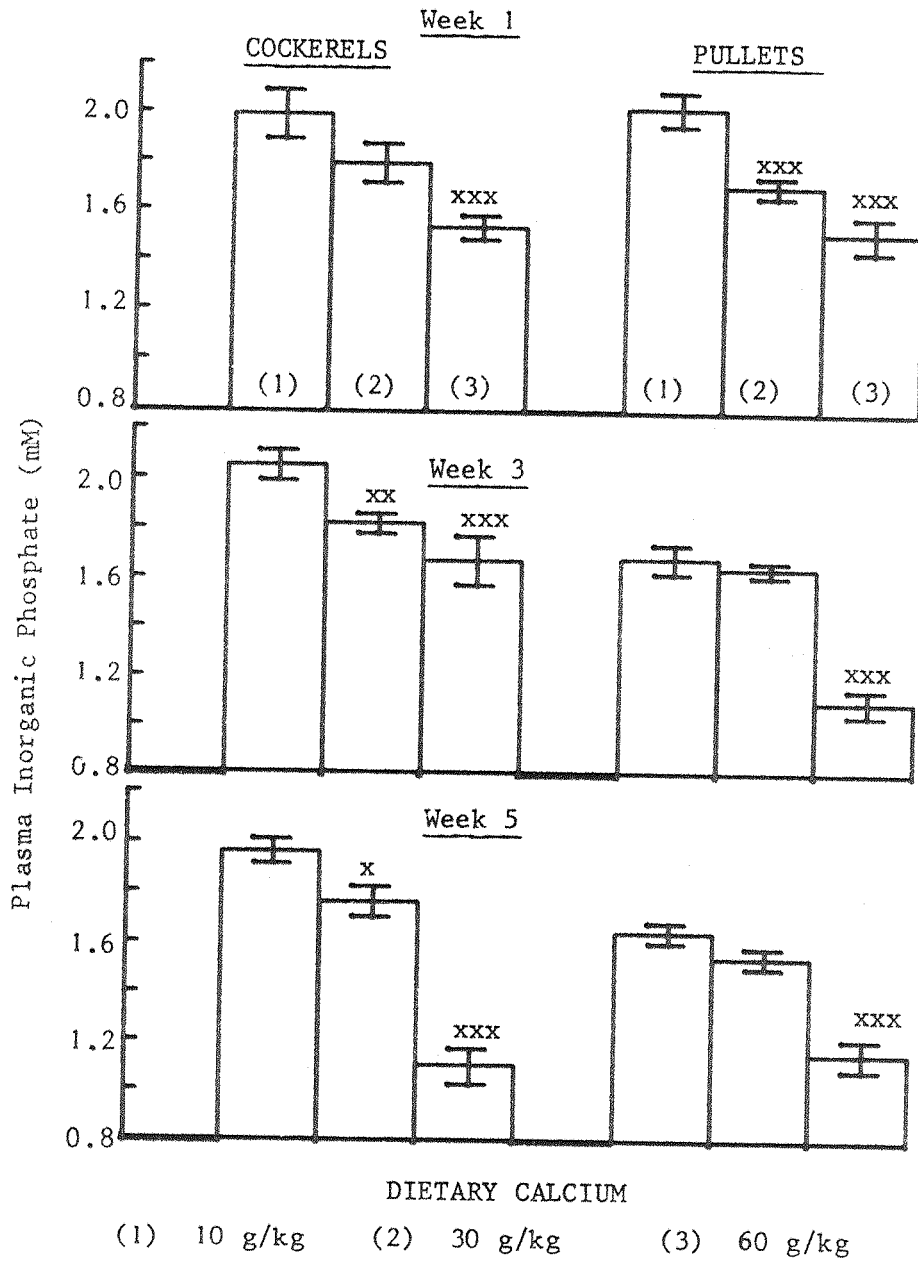 Week 1
COCKERELS PULLETS
2.0
1.6
1.2
0.8
xxx
xxx
xxx
xxx
(1) (2) (3) (1) (2) (3)
Week 3
2.0
1.6
1.2
0.8
xx
xxx
xxx
Week 5
2.0
1.6
1.2
0.8
x
xxx
xxx
Plasma Inorganic Phosphate (mM)
DIETARY CALCIUM
(1) 10 g/kg (2) 30 g/kg (3) 60 g/kg